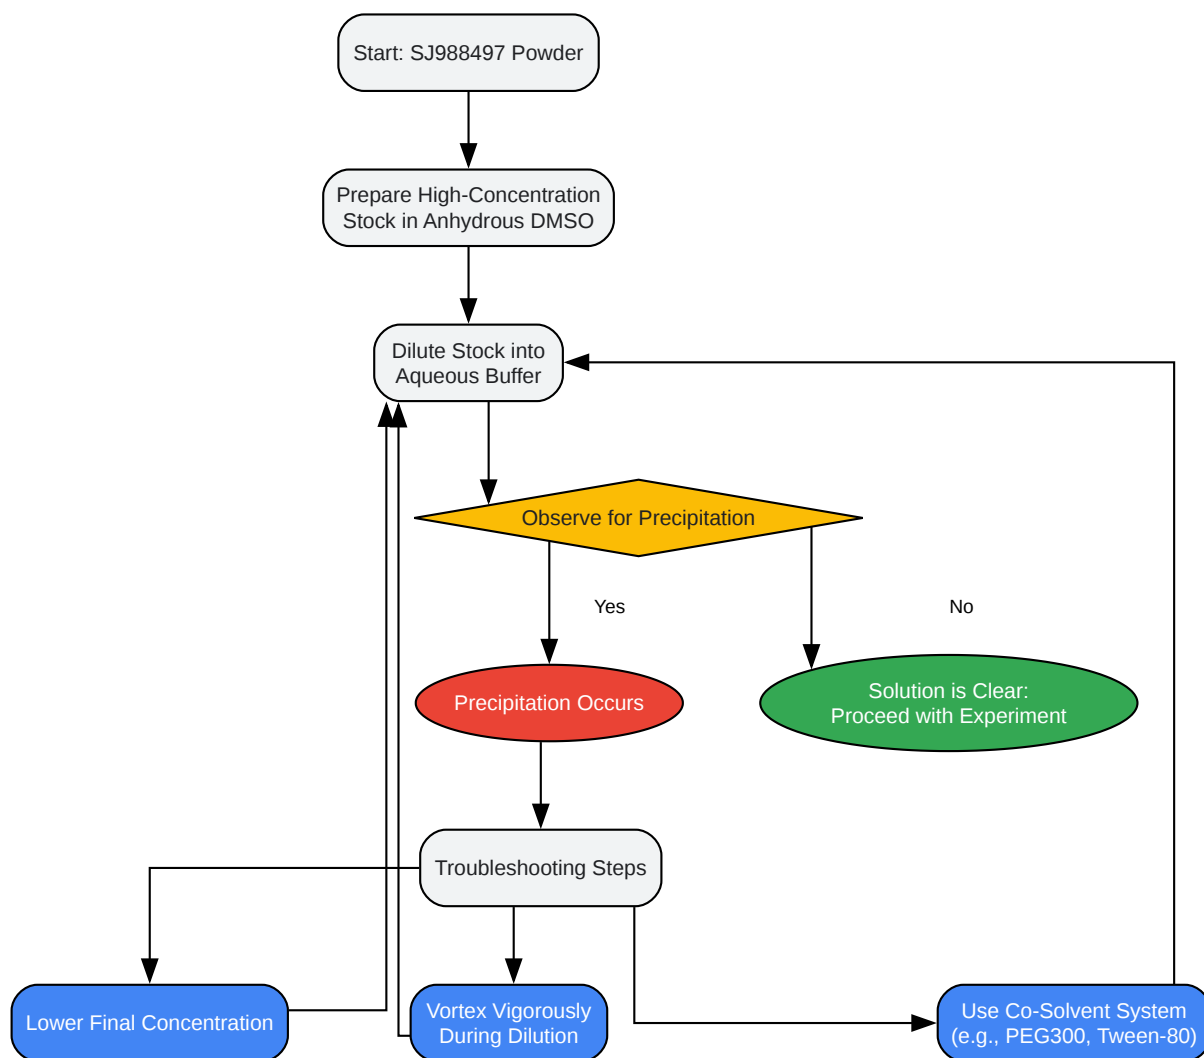 Start: SJ988497 Powder
Prepare High-Concentration
Stock in Anhydrous DMSO
Dilute Stock into
Aqueous Buffer
Observe for Precipitation
Yes
No
Precipitation Occurs
Solution is Clear:
Proceed with Experiment
Troubleshooting Steps
Lower Final Concentration
Vortex Vigorously
During Dilution
Use Co-Solvent System
(e.g., PEG300, Tween-80)